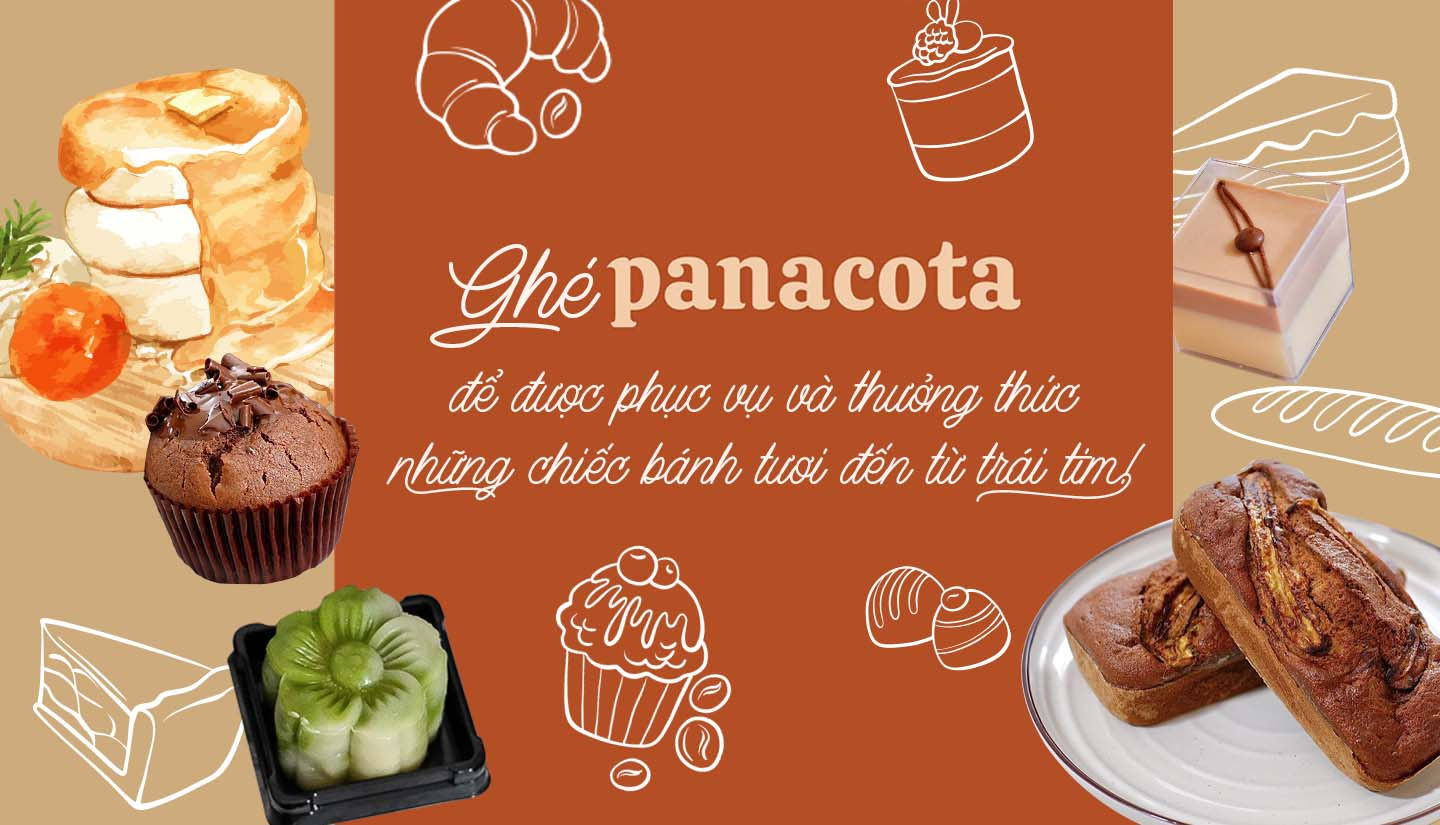 Ghé panacota
để được phục vụ và thưởng thức
những chiếc bánh tươi đến từ trái tim!